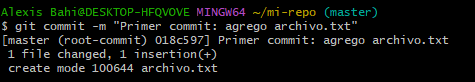 Alexis Bahi@DESKTOP-HFQVOVE MINGW64 ~/mi-repo (master)
$ git commit -m "Primer commit: agrego archivo.txt"
[master (root-commit) 018c597] Primer commit: agrego archivo.txt
 1 file changed, 1 insertion(+)
 create mode 100644 archivo.txt